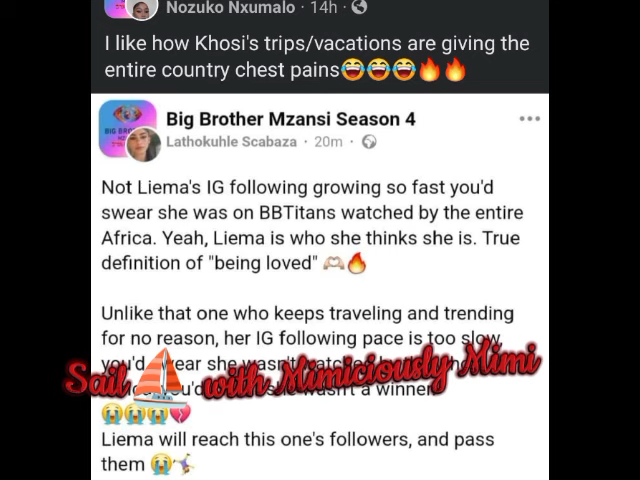 Nozuko Nxumalo · 14h ·
I like how Khosi's trips/vacations are giving the
entire country chest pains😂😂😂🔥🔥
Big Brother Mzansi Season 4
Lathokuhle Scabaza · 20m ·
Not Liema's IG following growing so fast you'd
swear she was on BBTitans watched by the entire
Africa. Yeah, Liema is who she thinks she is. True
definition of "being loved" 🫶🏼🔥
Unlike that one who keeps traveling and trending
for no reason, her IG following pace is too slow
you'd swear she wasn't
wasn't a winner
😭😭😭💔
Sail⛵ with Mimiciously Mimi
Liema will reach this one's followers, and pass
them 😭🤸